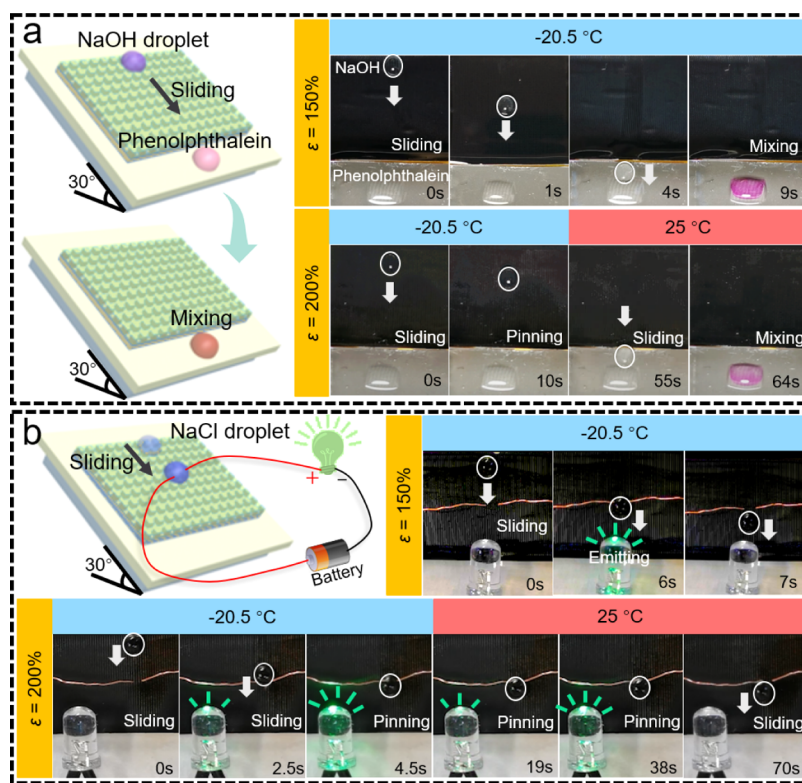 a
NaOH droplet
Sliding
Phenolphthalein
30°
Mixing
30°
ε = 150%
-20.5 °C
NaOH
Sliding
Phenolphthalein
0s
1s
4s
Mixing
9s
ε = 200%
-20.5 °C
25 °C
Sliding
0s
Pinning
10s
Sliding
55s
Mixing
64s
b
NaCl droplet
Sliding
+
−
Battery
30°
ε = 150%
-20.5 °C
Sliding
0s
Emitting
6s
7s
ε = 200%
-20.5 °C
25 °C
Sliding
0s
Sliding
2.5s
Pinning
4.5s
Pinning
19s
Pinning
38s
Sliding
70s